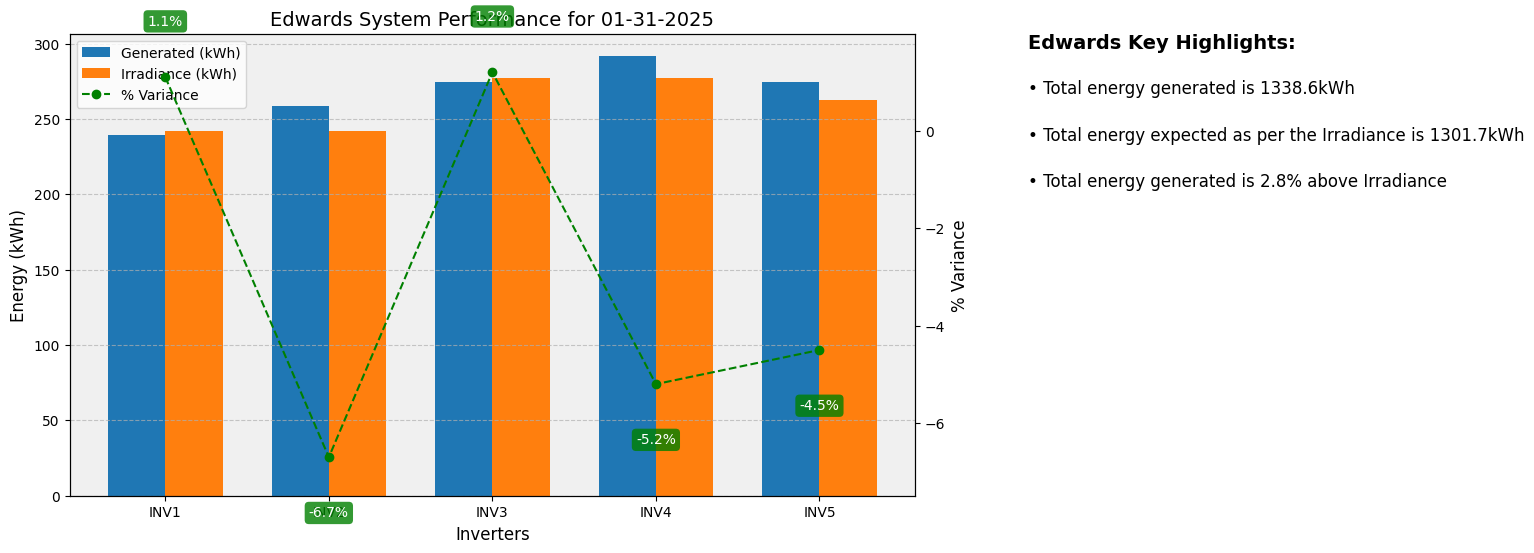 Edwards System Performance for 01-31-2025
1.1%
1.2%
Generated (kWh)
Irradiance (kWh)
% Variance
Energy (kWh)
300
250
200
150
100
50
0
% Variance
0
−2
−4
−6
-5.2%
-4.5%
-6.7%
INV1
INV3
INV4
INV5
Inverters
Edwards Key Highlights:
• Total energy generated is 1338.6kWh
• Total energy expected as per the Irradiance is 1301.7kWh
• Total energy generated is 2.8% above Irradiance